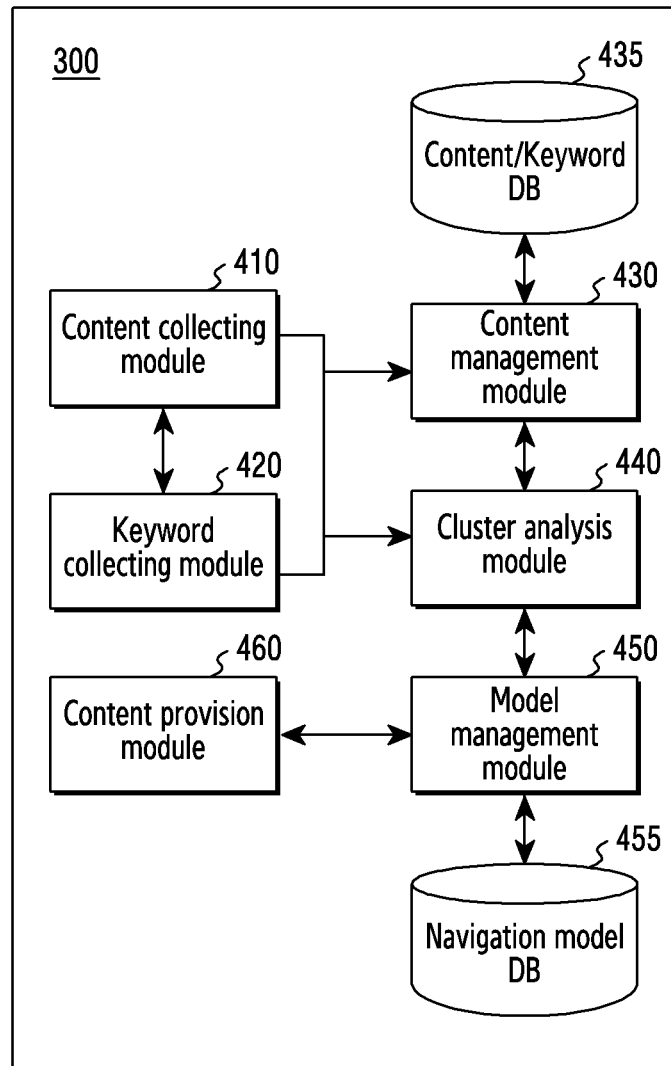 300
435
Content/Keyword
DB
410
Content collecting
module
430
Content
management
module
420
Keyword
collecting module
440
Cluster analysis
module
460
Content provision
module
450
Model
management
module
455
Navigation model
DB